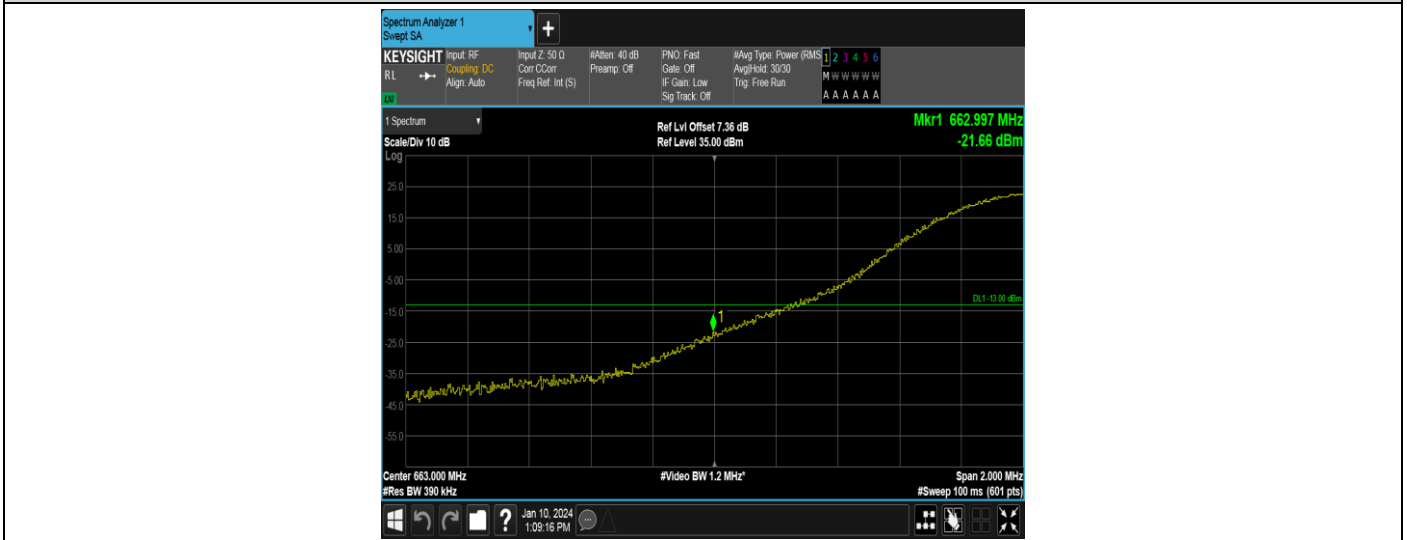 Spectrum Analyzer 1
Swept SA
+
KEYSIGHT
RL
Input: RF
Coupling: DC
Align: Auto
Input Z: 50 Ω
Corr CCorr
Freq Ref: Int (S)
#Atten: 40 dB
Preamp: Off
PNO: Fast
Gate: Off
IF Gain: Low
Sig Track: Off
#Avg Type: Power (RMS
Avg|Hold: 30/30
Trig: Free Run
1 2 3 4 5 6
M W W W W W
A A A A A A
1 Spectrum
Ref Lvl Offset 7.36 dB
Mkr1 662.997 MHz
Scale/Div 10 dB
Ref Level 35.00 dBm
-21.66 dBm
Log
25.0
15.0
5.00
-5.00
DL1 -13.00 dBm
-15.0
1
-25.0
-35.0
-45.0
-55.0
Center 663.000 MHz
#Video BW 1.2 MHz*
Span 2.000 MHz
#Res BW 390 kHz
#Sweep 100 ms (601 pts)
?
Jan 10, 2024
1:09:16 PM